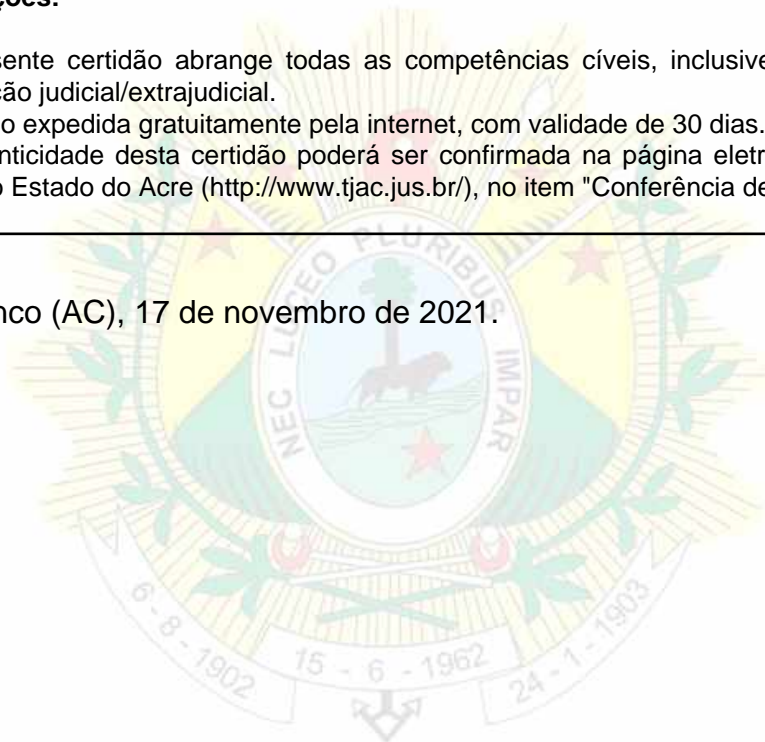 ções:
sente certidão abrange todas as competências cíveis, inclusive
ção judicial/extrajudicial.
o expedida gratuitamente pela internet, com validade de 30 dias.
nticidade desta certidão poderá ser confirmada na página eletr
o Estado do Acre (http://www.tjac.jus.br/), no item "Conferência de
nco (AC), 17 de novembro de 2021.
NEC LUCEO PLURIBUS IMPAR
6 - 8 - 1902
15 - 6 - 1962
24 - 1 - 1903